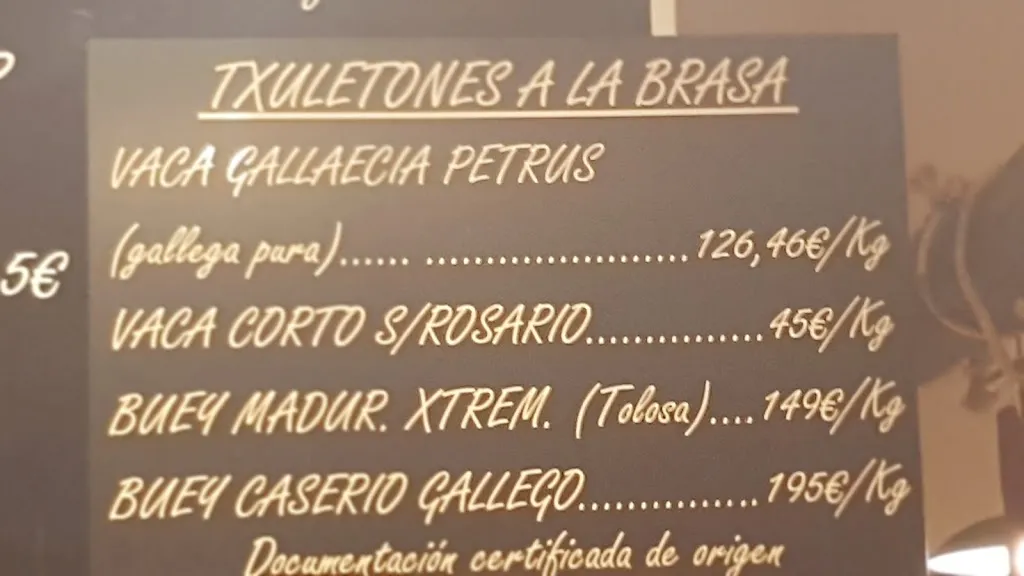 TXULETONES A LA BRASA
VACA GALLAECIA PETRUS
(gallega pura)...... ...................... 126,46€/Kg
5€
VACA CORTO S/ROSARIO............... 45€/Kg
BUEY MADUR. XTREM. (Tolosa).... 149€/Kg
BUEY CASERIO GALLEGO............... 195€/Kg
Documentación certificada de origen